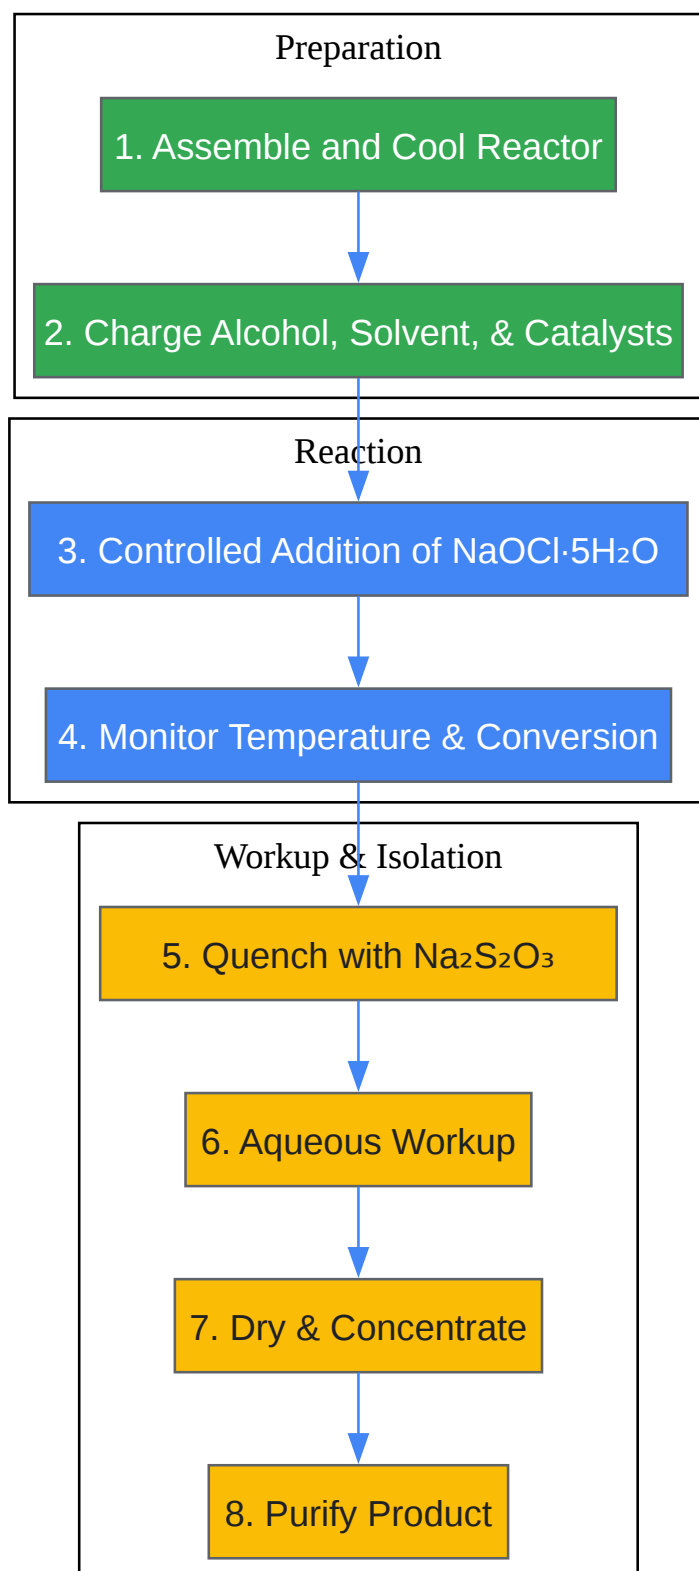 Preparation
1. Assemble and Cool Reactor
2. Charge Alcohol, Solvent, & Catalysts
Reaction
3. Controlled Addition of NaOCl·5H₂O
4. Monitor Temperature & Conversion
Workup & Isolation
5. Quench with Na₂S₂O₃
6. Aqueous Workup
7. Dry & Concentrate
8. Purify Product